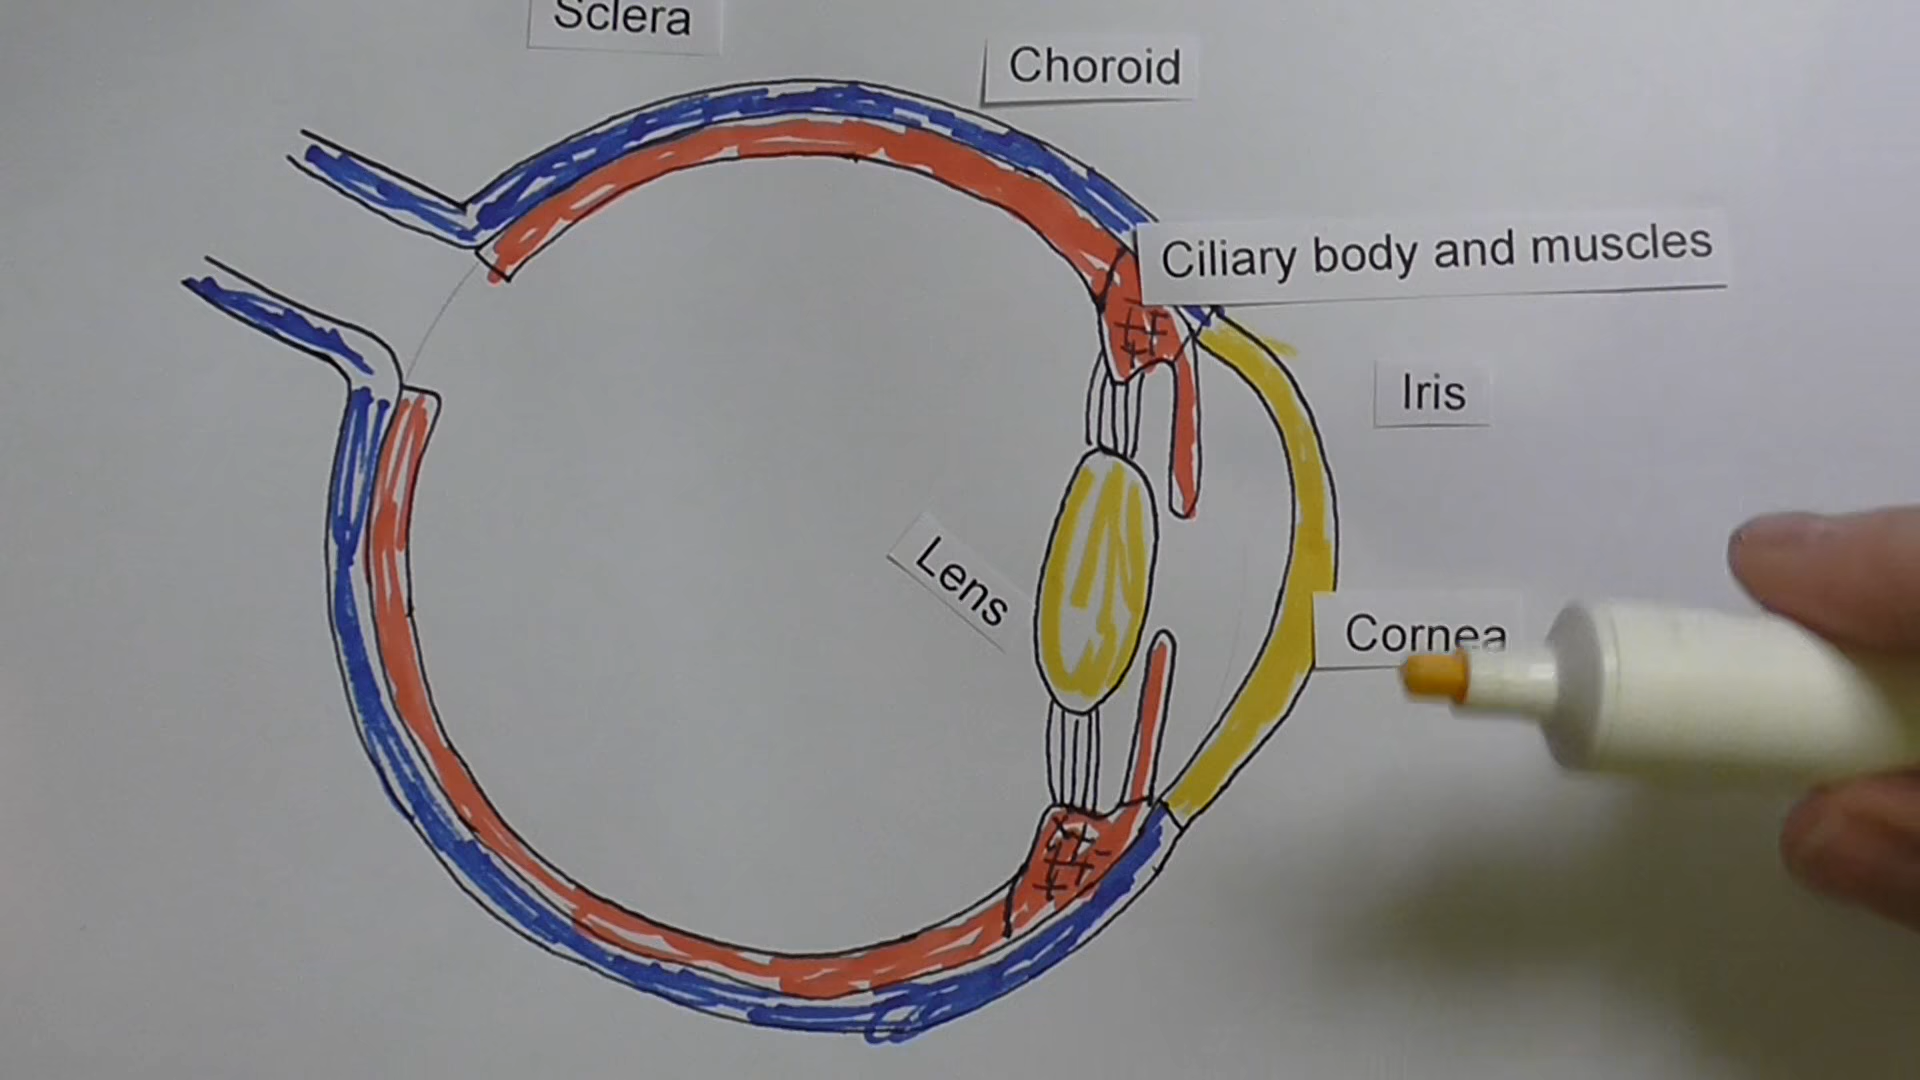 Sclera
Choroid
Ciliary body and muscles
Iris
Lens
Cornea